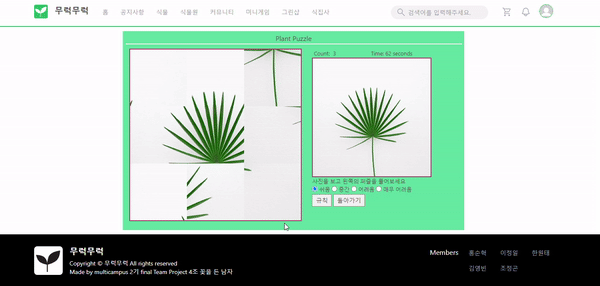 무럭무럭
홈 공지사항 식물 식물원 커뮤니티 미니게임 그린샵 식집사
검색어를 입력해주세요.
Plant Puzzle
Count: 3 Time: 62 seconds
사진을 보고 왼쪽의 퍼즐을 풀어보세요
쉬움 중간 어려움 매우 어려움
규칙 돌아가기
무럭무럭
Copyright © 무럭무럭 All rights reserved
Made by multicampus 2기 final Team Project 4조 꽃을 든 남자
Members 홍순혁 이정일 한원태
김영빈 조정곤